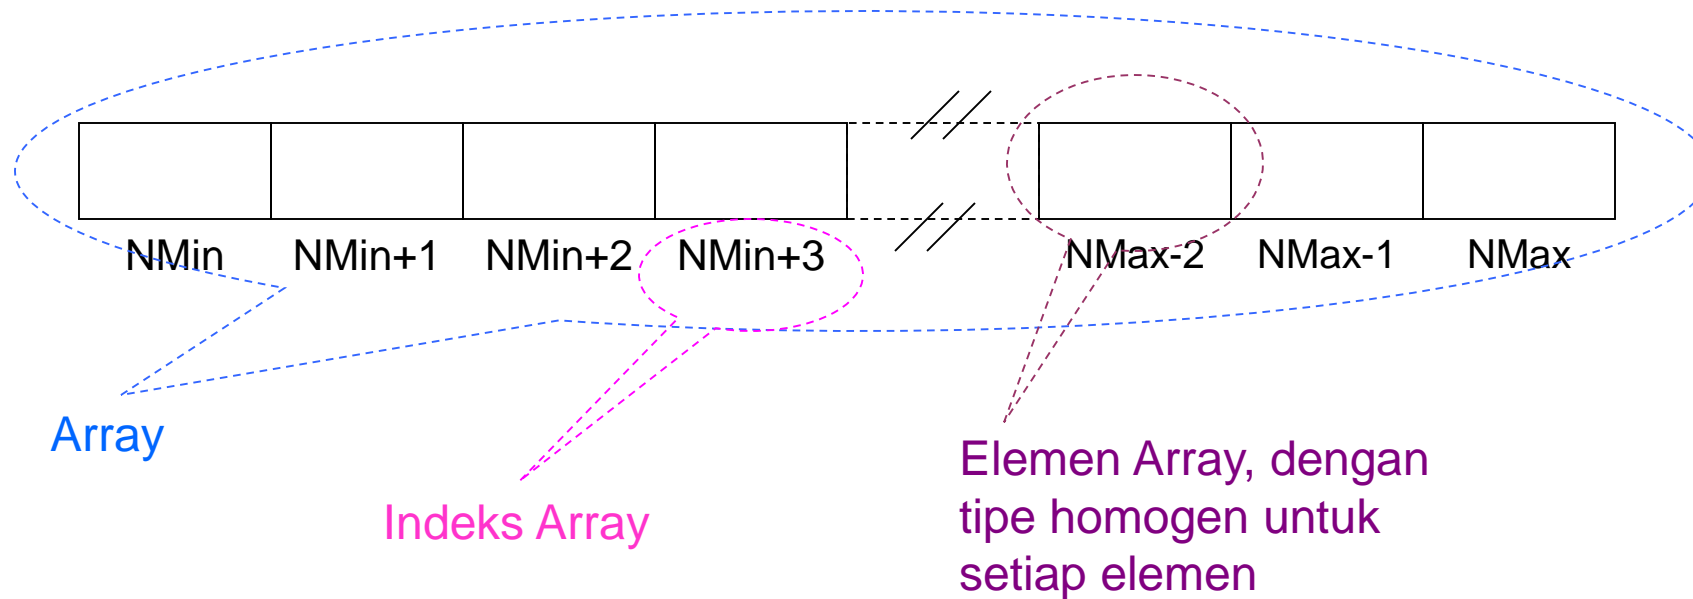 NMin NMin+1 NMin+2 NMin+3 NMax-2 NMax-1 NMax
Array
Indeks Array
Elemen Array, dengan
tipe homogen untuk
setiap elemen